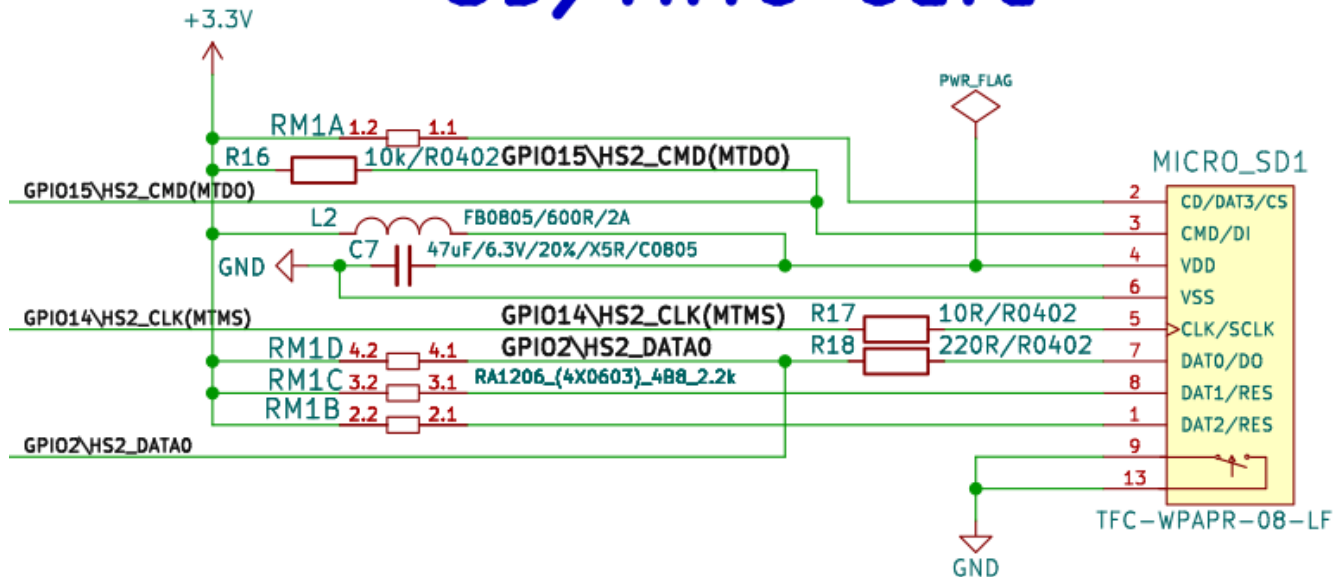 +3.3V
PWR_FLAG
RM1A 1.2 1.1
R16 10k/R0402 GPIO15\HS2_CMD(MTDO)
MICRO_SD1
GPIO15\HS2_CMD(MTDO)
2 CD/DAT3/CS
L2 FB0805/600R/2A
3 CMD/DI
C7 47uF/6.3V/20%/X5R/C0805
GND
4 VDD
6 VSS
GPIO14\HS2_CLK(MTMS)
GPIO14\HS2_CLK(MTMS)
R17 10R/R0402
5 CLK/SCLK
RM1D 4.2 4.1 GPIO2\HS2_DATA0
R18 220R/R0402
7 DAT0/DO
RM1C 3.2 3.1 RA1206_(4X0603)_4B8_2.2k
8 DAT1/RES
RM1B 2.2 2.1
1 DAT2/RES
GPIO2\HS2_DATA0
9
13
TFC-WPAPR-08-LF
GND